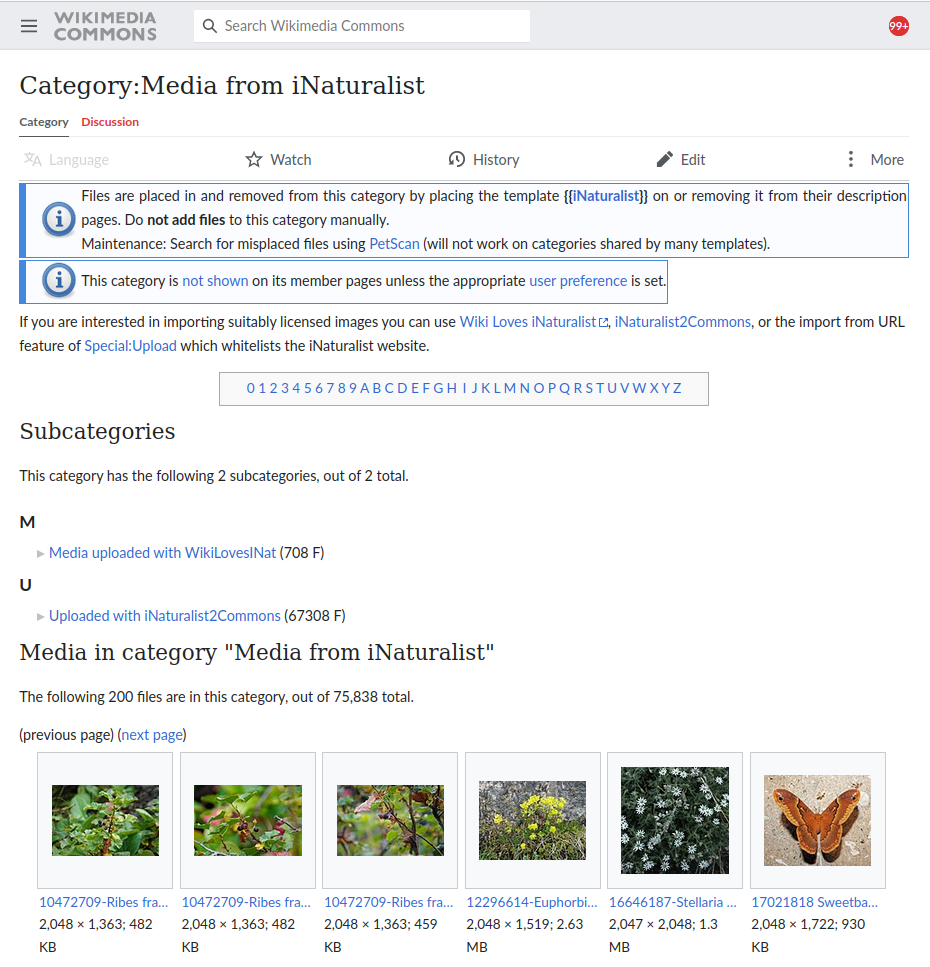 WIKIMEDIA
COMMONS
Search Wikimedia Commons
99+
Category:Media from iNaturalist
Category Discussion
Language Watch History Edit More
Files are placed in and removed from this category by placing the template {{iNaturalist}} on or removing it from their description
pages. Do not add files to this category manually.
Maintenance: Search for misplaced files using PetScan (will not work on categories shared by many templates).
This category is not shown on its member pages unless the appropriate user preference is set.
If you are interested in importing suitably licensed images you can use Wiki Loves iNaturalist, iNaturalist2Commons, or the import from URL
feature of Special:Upload which whitelists the iNaturalist website.
0 1 2 3 4 5 6 7 8 9 A B C D E F G H I J K L M N O P Q R S T U V W X Y Z
Subcategories
This category has the following 2 subcategories, out of 2 total.
M
Media uploaded with WikiLovesINat (708 F)
U
Uploaded with iNaturalist2Commons (67308 F)
Media in category "Media from iNaturalist"
The following 200 files are in this category, out of 75,838 total.
(previous page) (next page)
10472709-Ribes fra... 10472709-Ribes fra... 10472709-Ribes fra... 12296614-Euphorbi... 16646187-Stellaria ... 17021818 Sweetba...
2,048 × 1,363; 482 2,048 × 1,363; 482 2,048 × 1,363; 459 2,048 × 1,519; 2.63 2,047 × 2,048; 1.3 2,048 × 1,722; 930
KB KB KB MB MB KB